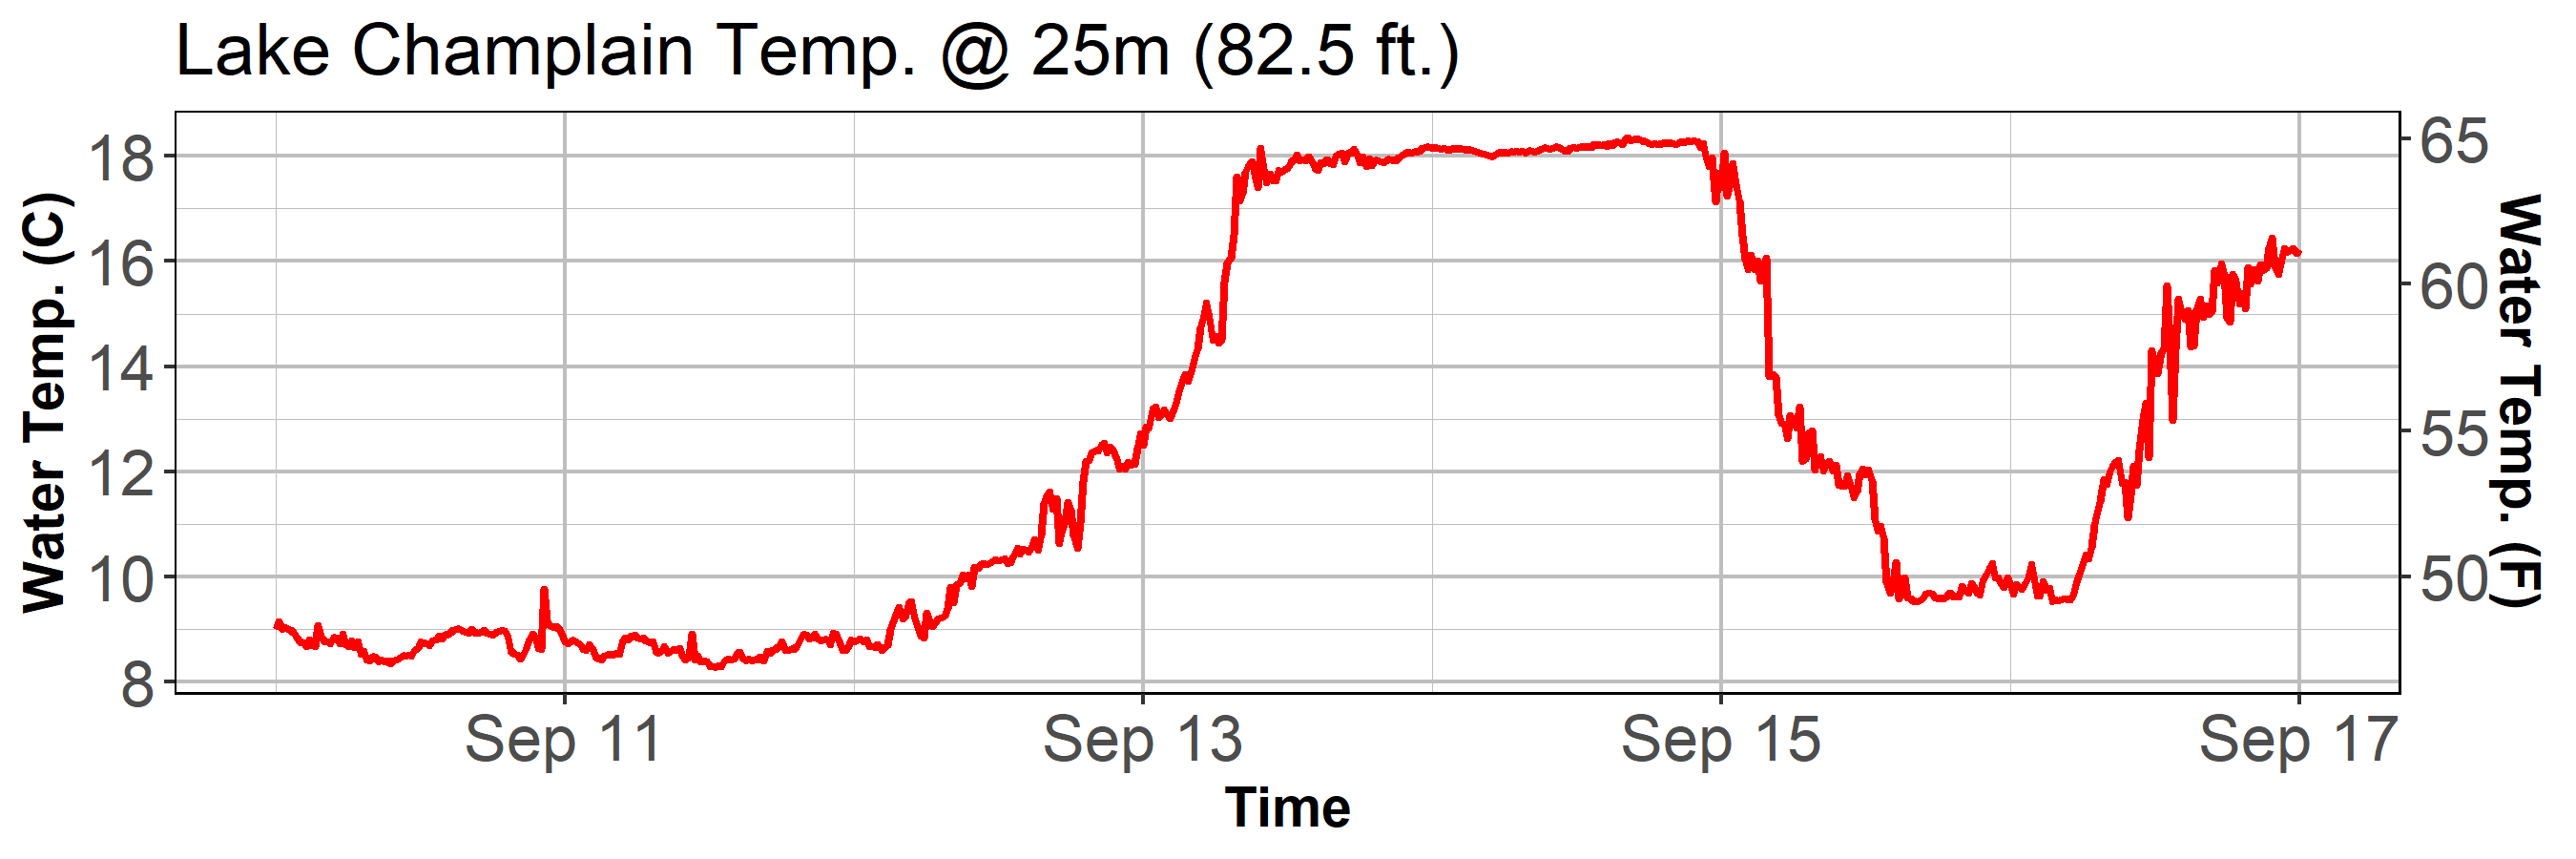 Lake Champlain Temp. @ 25m (82.5 ft.)
Water Temp. (C)
18
16
14
12
10
8
65
60
55
50
Water Temp. (F)
Sep 11
Sep 13
Sep 15
Sep 17
Time